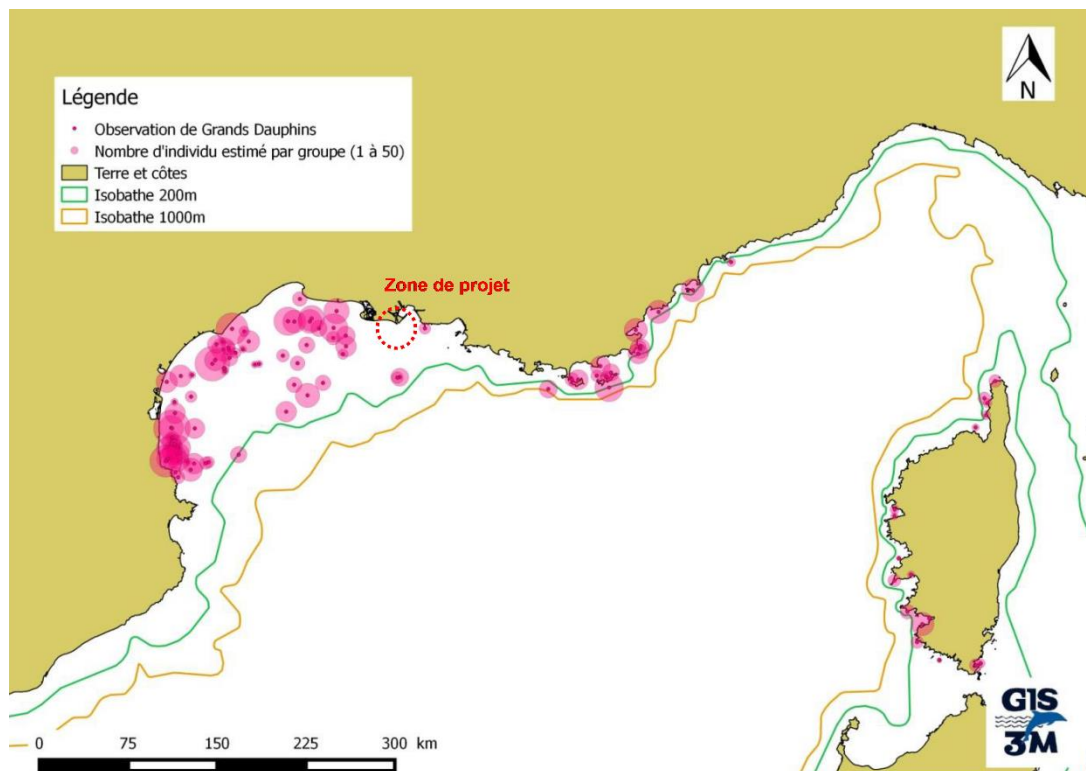 Légende
Observation de Grands Dauphins
Nombre d'individu estimé par groupe (1 à 50)
Terre et côtes
Isobathe 200m
Isobathe 1000m
N
Zone de projet
GIS
3M
0 75 150 225 300 km